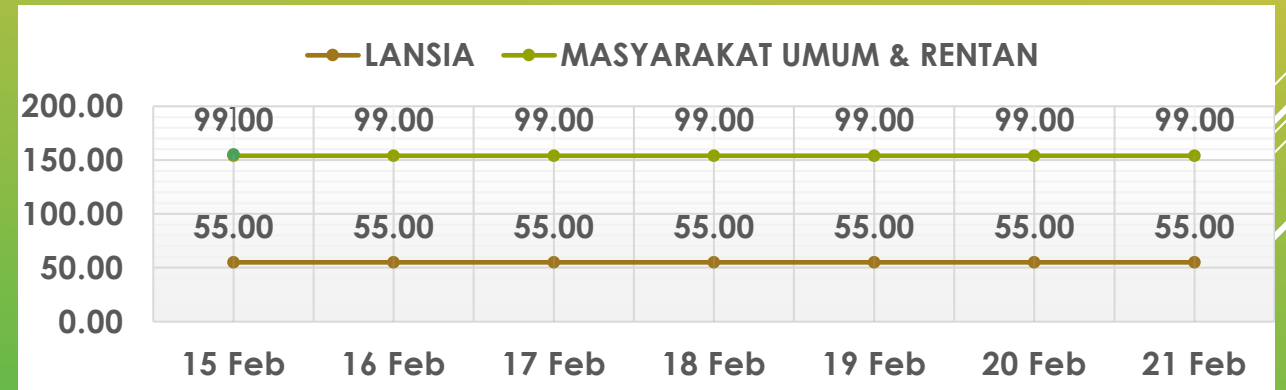 LANSIA MASYARAKAT UMUM & RENTAN
200.00
99.00 99.00 99.00 99.00 99.00 99.00 99.00
150.00
100.00
55.00 55.00 55.00 55.00 55.00 55.00 55.00
50.00
0.00
15 Feb 16 Feb 17 Feb 18 Feb 19 Feb 20 Feb 21 Feb